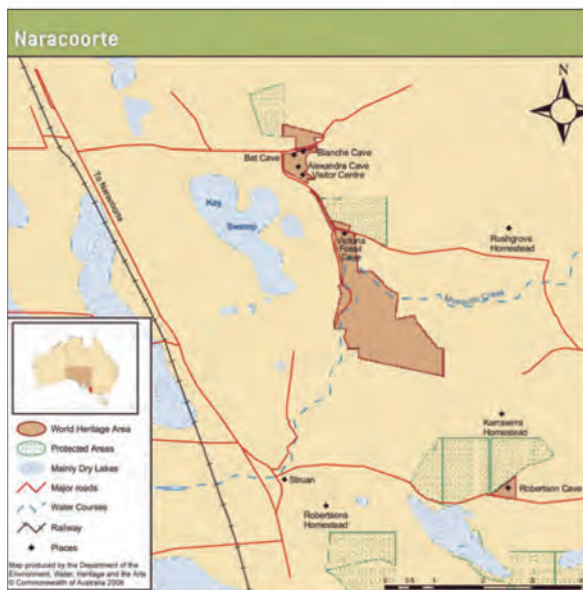 Naracoorte
N
Bat Cave
Blanche Cave
Alexandra Cave
Visitor Centre
To Naracoorte
Kay
Swamp
Victoria
Fossil
Cave
Rushgrove
Homestead
Mosquito Creek
World Heritage Area
Protected Areas
Mainly Dry Lakes
Major roads
Water Courses
Railway
Places
Map produced by the Department of the
Environment, Water, Heritage and the Arts
© Commonwealth of Australia 2008
Karrawirra
Homestead
Struan
Robertson Cave
Robertsons
Homestead